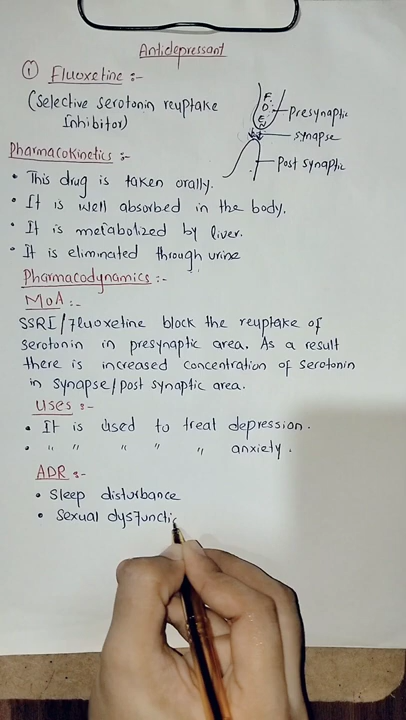 Antidepressant
① Fluoxetine :-
(Selective serotonin reuptake
Inhibitor)
Presynaptic
synapse
Post synaptic
Pharmacokinetics :-
• This drug is taken orally.
• It is well absorbed in the body.
• It is metabolized by liver.
• It is eliminated through urine
Pharmacodynamics :-
MOA :-
SSRI/Fluoxetine block the reuptake of
serotonin in presynaptic area. As a result
there is increased concentration of serotonin
in synapse/post synaptic area.
Uses :-
• It is used to treat depression.
• " " " " " anxiety.
ADR :-
• Sleep disturbance
• Sexual dysfuncti